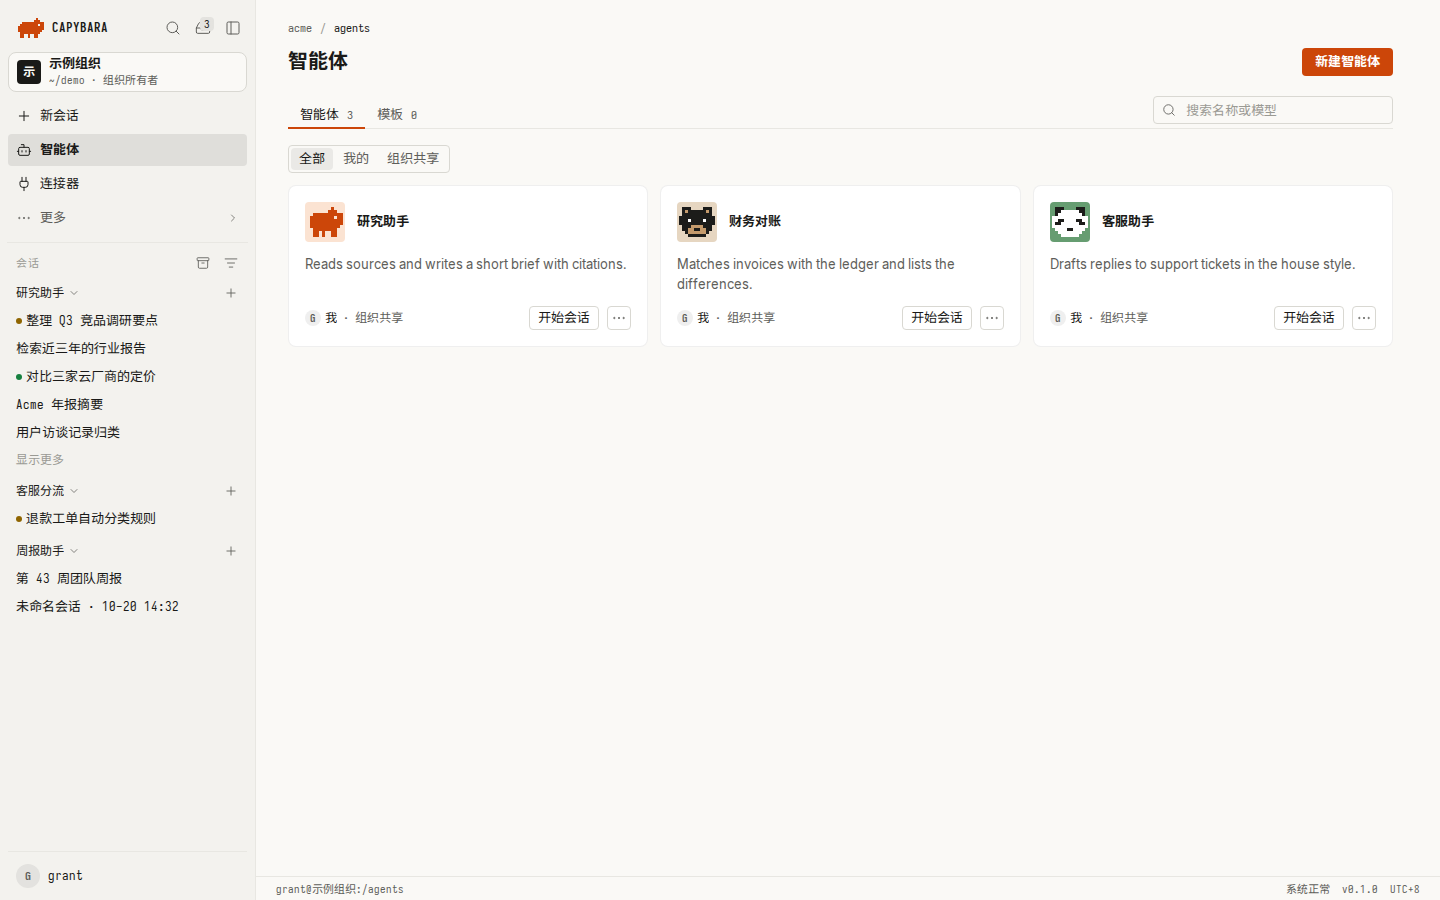 CAPYBARA
3
示
示例组织
~/demo · 组织所有者
新会话
智能体
连接器
更多
会话
研究助手
整理 Q3 竞品调研要点
检索近三年的行业报告
对比三家云厂商的定价
Acme 年报摘要
用户访谈记录归类
显示更多
客服分流
退款工单自动分类规则
周报助手
第 43 周团队周报
未命名会话 · 10-20 14:32
G grant
acme / agents
智能体
新建智能体
智能体 3 模板 0
搜索名称或模型
全部 我的 组织共享
研究助手
Reads sources and writes a short brief with citations.
G 我 · 组织共享 开始会话
财务对账
Matches invoices with the ledger and lists the
differences.
G 我 · 组织共享 开始会话
客服助手
Drafts replies to support tickets in the house style.
G 我 · 组织共享 开始会话
grant@示例组织:/agents
系统正常 v0.1.0 UTC+8